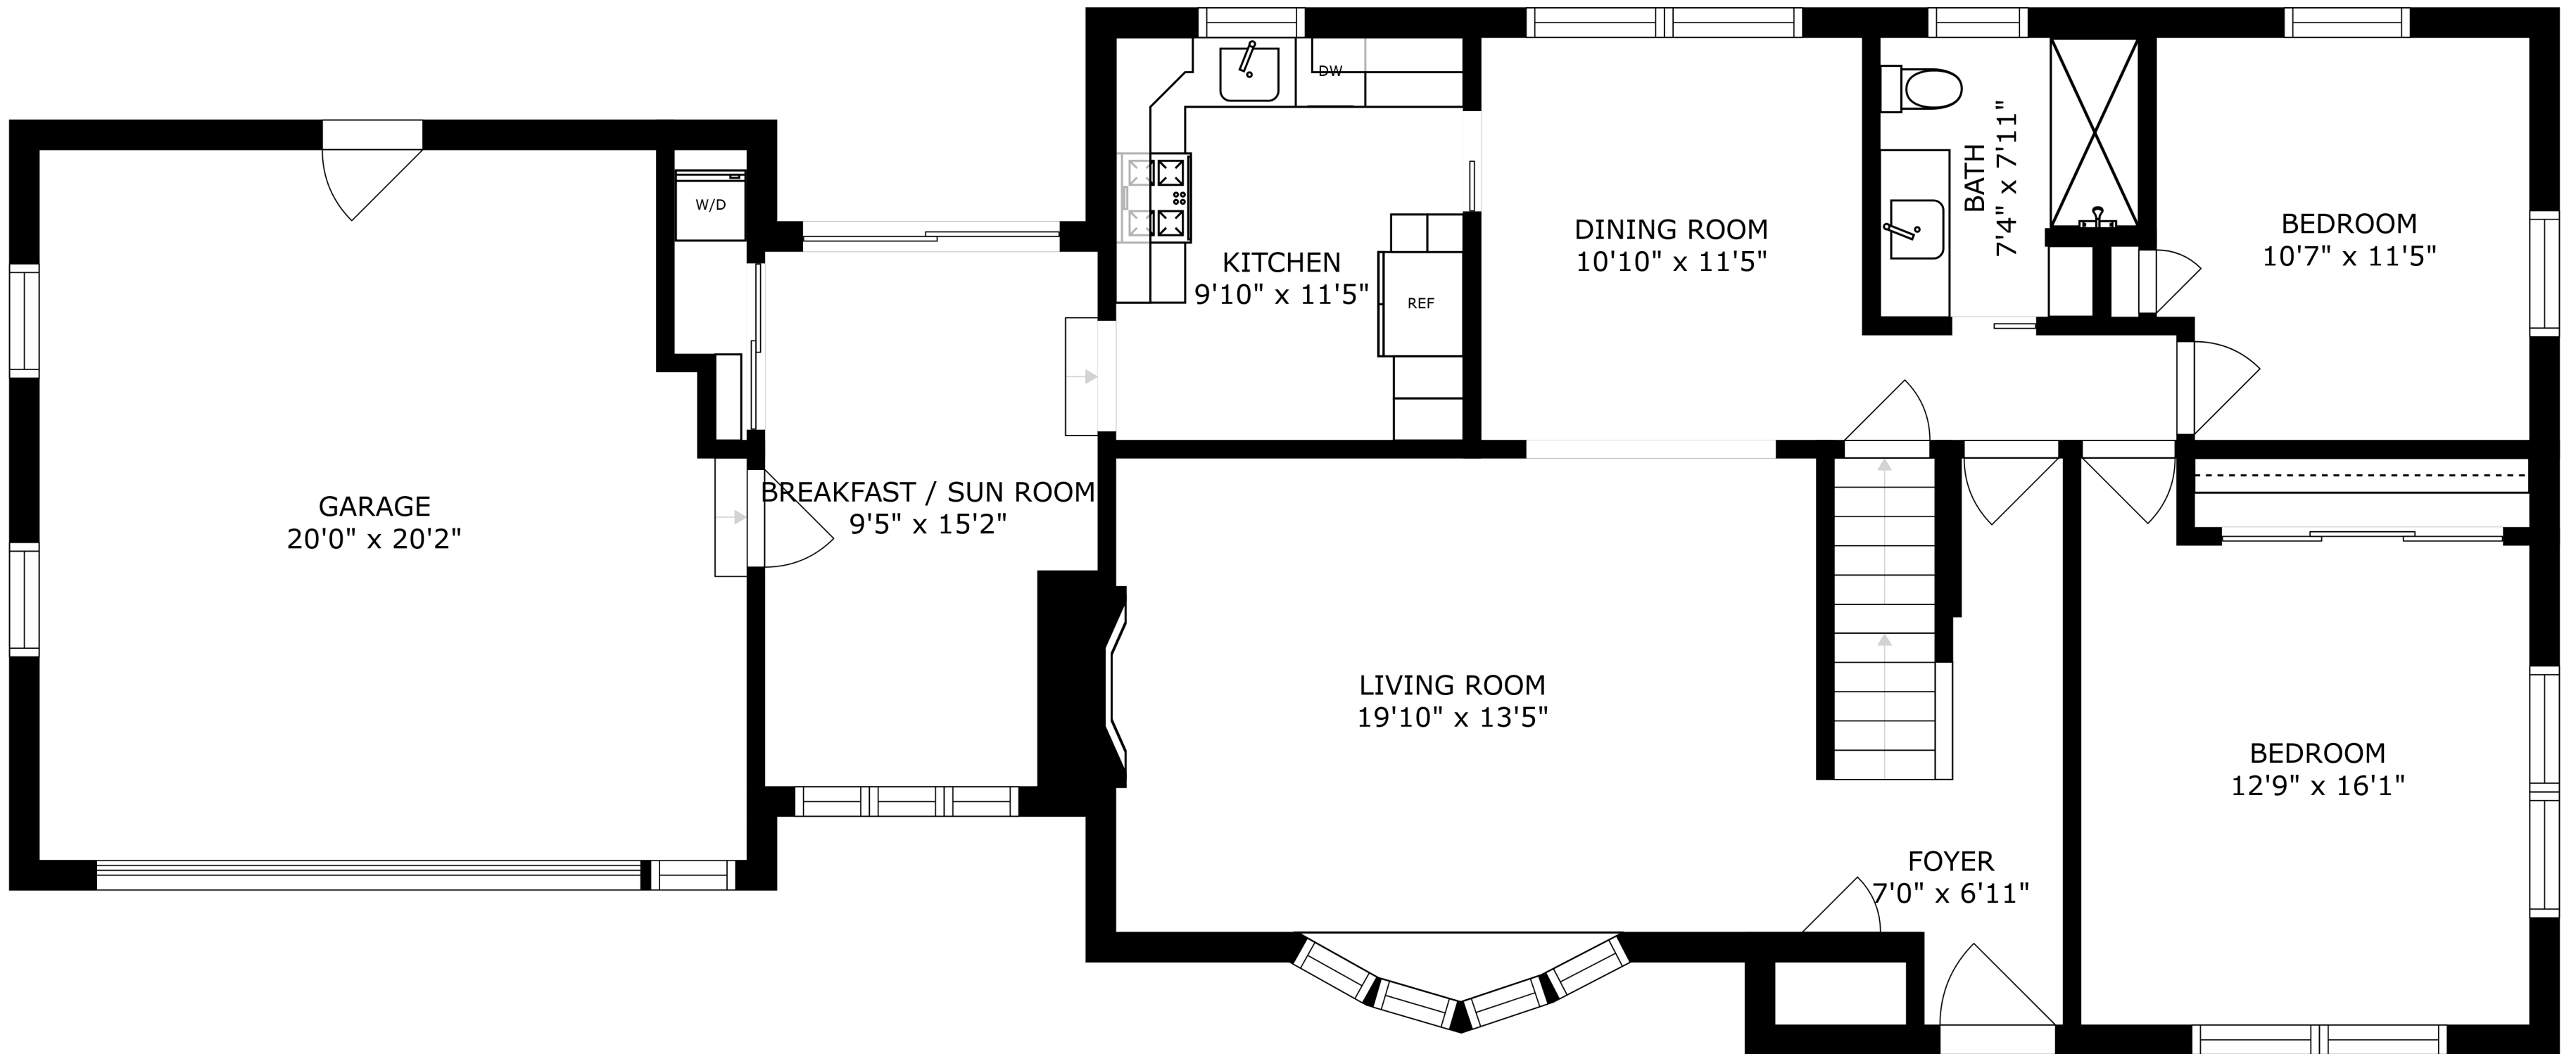 GARAGE
20'0" x 20'2"
W/D
BREAKFAST / SUN ROOM
9'5" x 15'2"
DW
KITCHEN
9'10" x 11'5"
REF
DINING ROOM
10'10" x 11'5"
BATH
7'4" x 7'11"
BEDROOM
10'7" x 11'5"
LIVING ROOM
19'10" x 13'5"
FOYER
7'0" x 6'11"
BEDROOM
12'9" x 16'1"